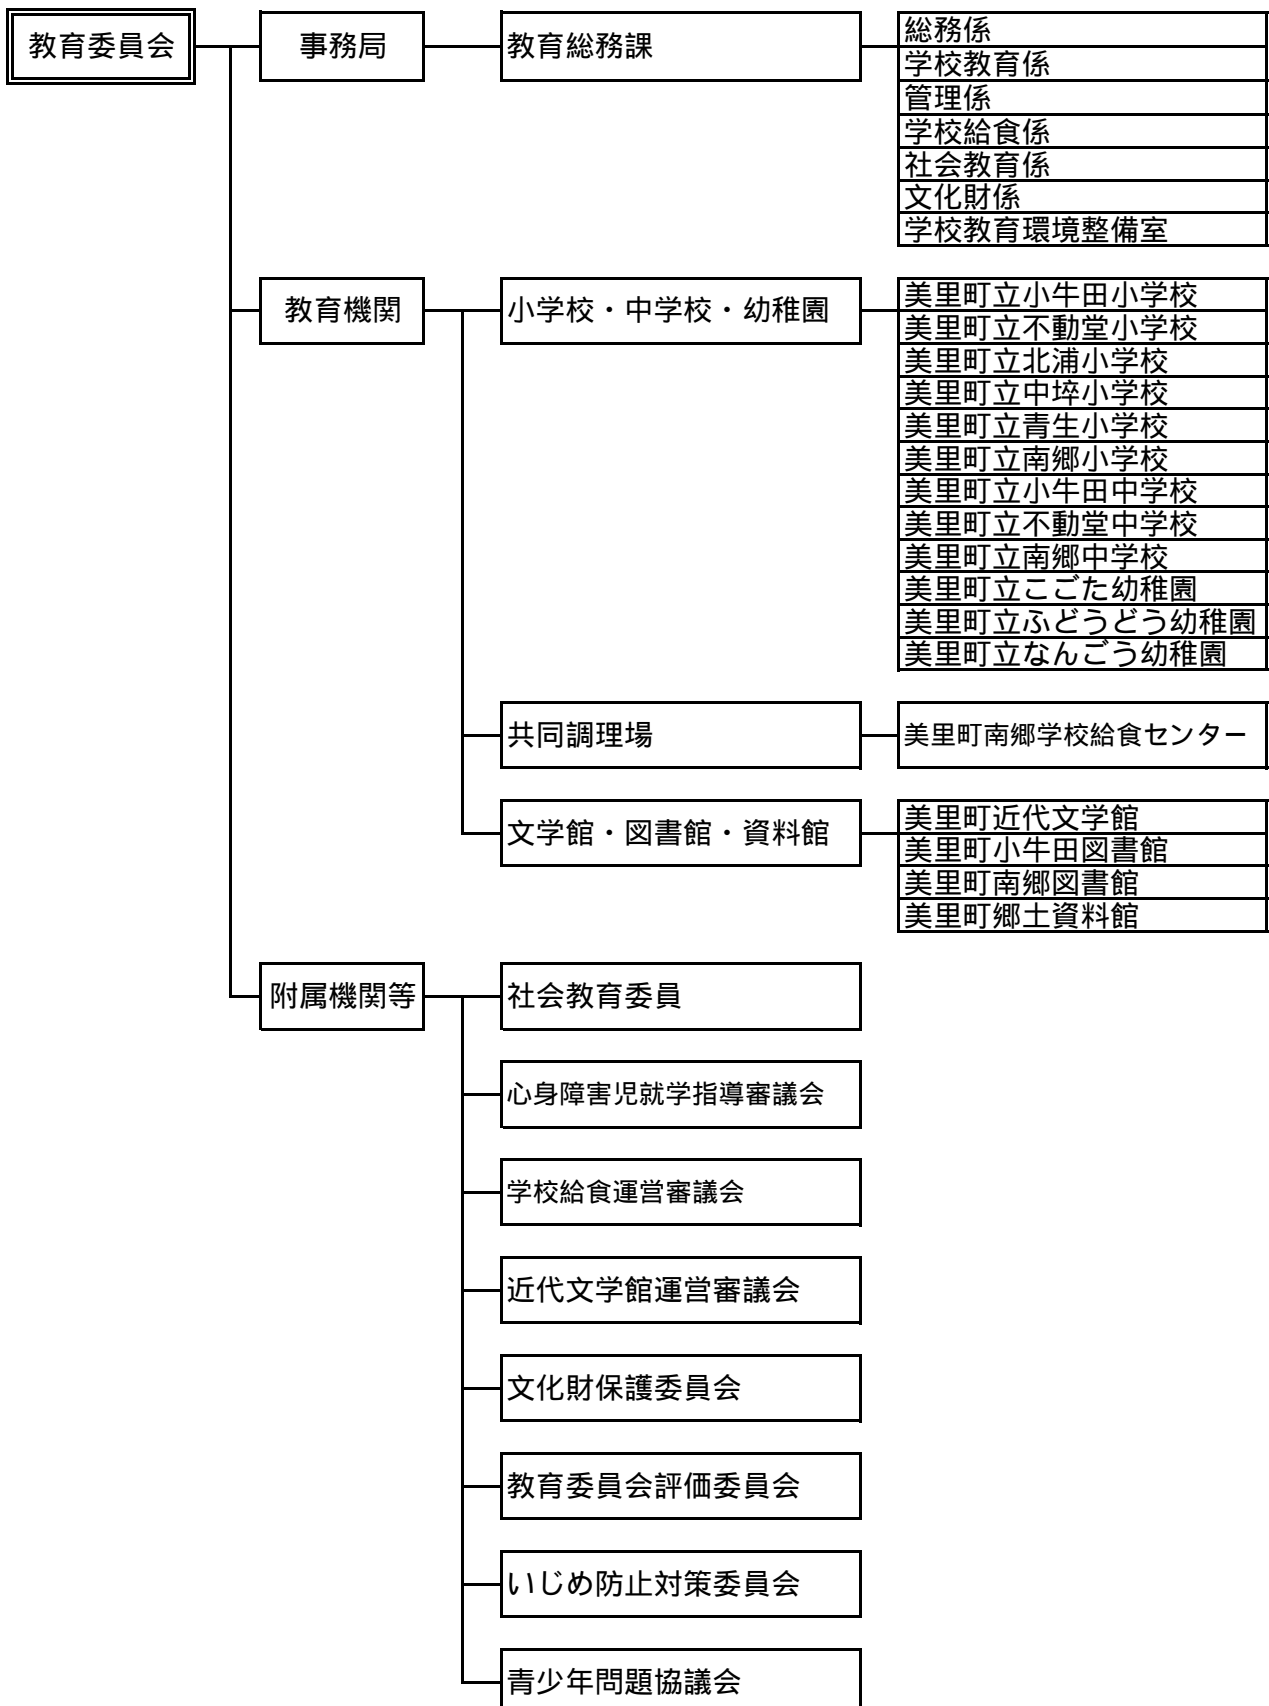 教育委員会
事務局
教育総務課
総務係
学校教育係
管理係
学校給食係
社会教育係
文化財係
学校教育環境整備室
教育機関
小学校・中学校・幼稚園
美里町立小牛田小学校
美里町立不動堂小学校
美里町立北浦小学校
美里町立中埣小学校
美里町立青生小学校
美里町立南郷小学校
美里町立小牛田中学校
美里町立不動堂中学校
美里町立南郷中学校
美里町立こごた幼稚園
美里町立ふどうどう幼稚園
美里町立なんごう幼稚園
共同調理場
美里町南郷学校給食センター
文学館・図書館・資料館
美里町近代文学館
美里町小牛田図書館
美里町南郷図書館
美里町郷土資料館
附属機関等
社会教育委員
心身障害児就学指導審議会
学校給食運営審議会
近代文学館運営審議会
文化財保護委員会
教育委員会評価委員会
いじめ防止対策委員会
青少年問題協議会